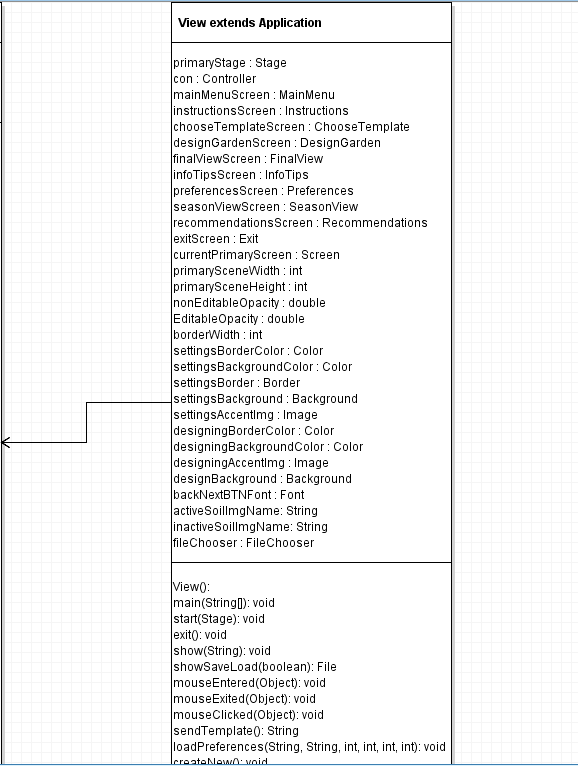 View extends Application
primaryStage : Stage
con : Controller
mainMenuScreen : MainMenu
instructionsScreen : Instructions
chooseTemplateScreen : ChooseTemplate
designGardenScreen : DesignGarden
finalViewScreen : FinalView
infoTipsScreen : InfoTips
preferencesScreen : Preferences
seasonViewScreen : SeasonView
recommendationsScreen : Recommendations
exitScreen : Exit
currentPrimaryScreen : Screen
primarySceneWidth : int
primarySceneHeight : int
nonEditableOpacity : double
EditableOpacity : double
borderWidth : int
settingsBorderColor : Color
settingsBackgroundColor : Color
settingsBorder : Border
settingsBackground : Background
settingsAccentImg : Image
designingBorderColor : Color
designingBackgroundColor : Color
designingAccentImg : Image
designBackground : Background
backNextBTNFont : Font
activeSoilImgName: String
inactiveSoilImgName: String
fileChooser : FileChooser
View():
main(String[]): void
start(Stage): void
exit(): void
show(String): void
showSaveLoad(boolean): File
mouseEntered(Object): void
mouseExited(Object): void
mouseClicked(Object): void
sendTemplate(): String
loadPreferences(String, String, int, int, int, int): void
createNew(): void